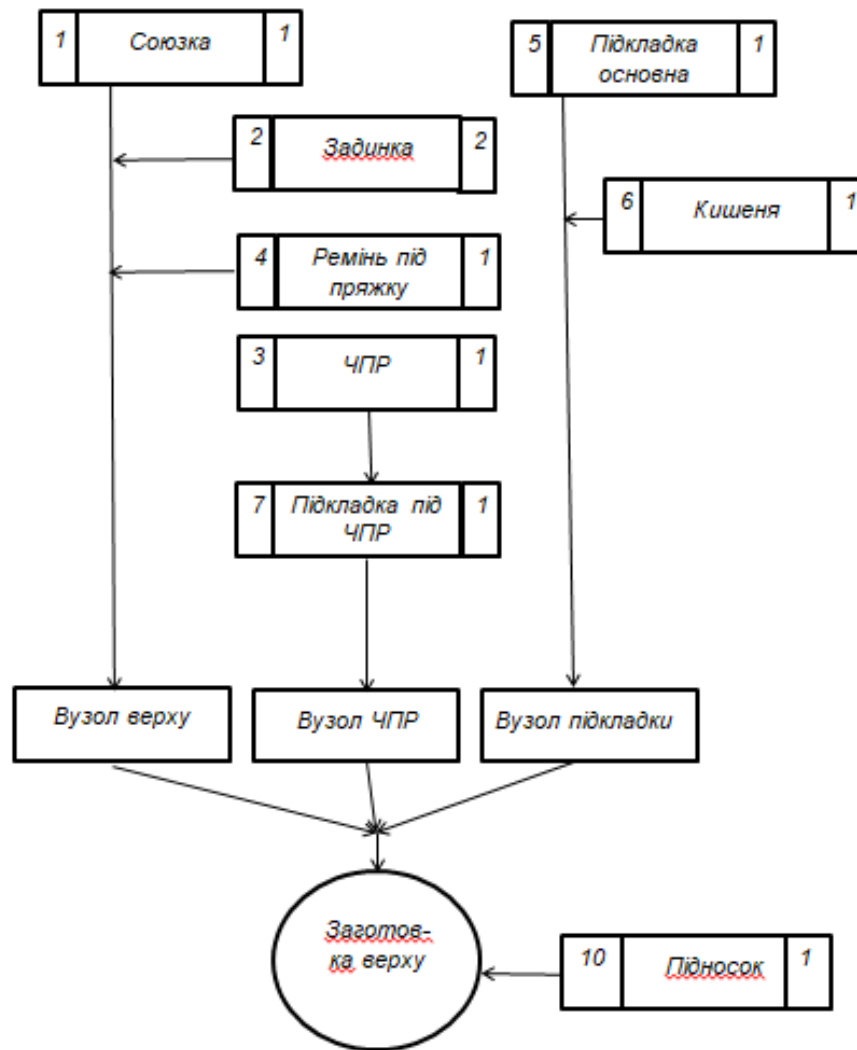 1 Союзка 1
5 Підкладка 1
основна
2 Задинка 2
6 Кишеня 1
4 Ремінь під 1
пряжку
3 ЧПР 1
7 Підкладка під 1
ЧПР
Вузол верху
Вузол ЧПР
Вузол підкладки
Заготов-
ка верху
10 Підносок 1